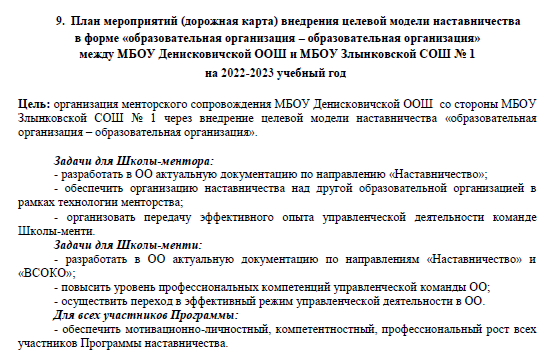 9. План мероприятий (дорожная карта) внедрения целевой модели наставничества
в форме «образовательная организация – образовательная организация»
между МБОУ Денисковичской ООШ и МБОУ Злынковской СОШ № 1
на 2022-2023 учебный год
Цель: организация менторского сопровождения МБОУ Денисковичской ООШ со стороны МБОУ
Злынковской СОШ № 1 через внедрение целевой модели наставничества «образовательная
организация – образовательная организация».
Задачи для Школы-ментора:
- разработать в ОО актуальную документацию по направлению «Наставничество»;
- обеспечить организацию наставничества над другой образовательной организацией в
рамках технологии менторства;
- организовать передачу эффективного опыта управленческой деятельности команде
Школы-менти.
Задачи для Школы-менти:
- разработать в ОО актуальную документацию по направлениям «Наставничество» и
«ВСОКО»;
- повысить уровень профессиональных компетенций управленческой команды ОО;
- осуществить переход в эффективный режим управленческой деятельности в ОО.
Для всех участников Программы:
- обеспечить мотивационно-личностный, компетентностный, профессиональный рост всех
участников Программы наставничества.